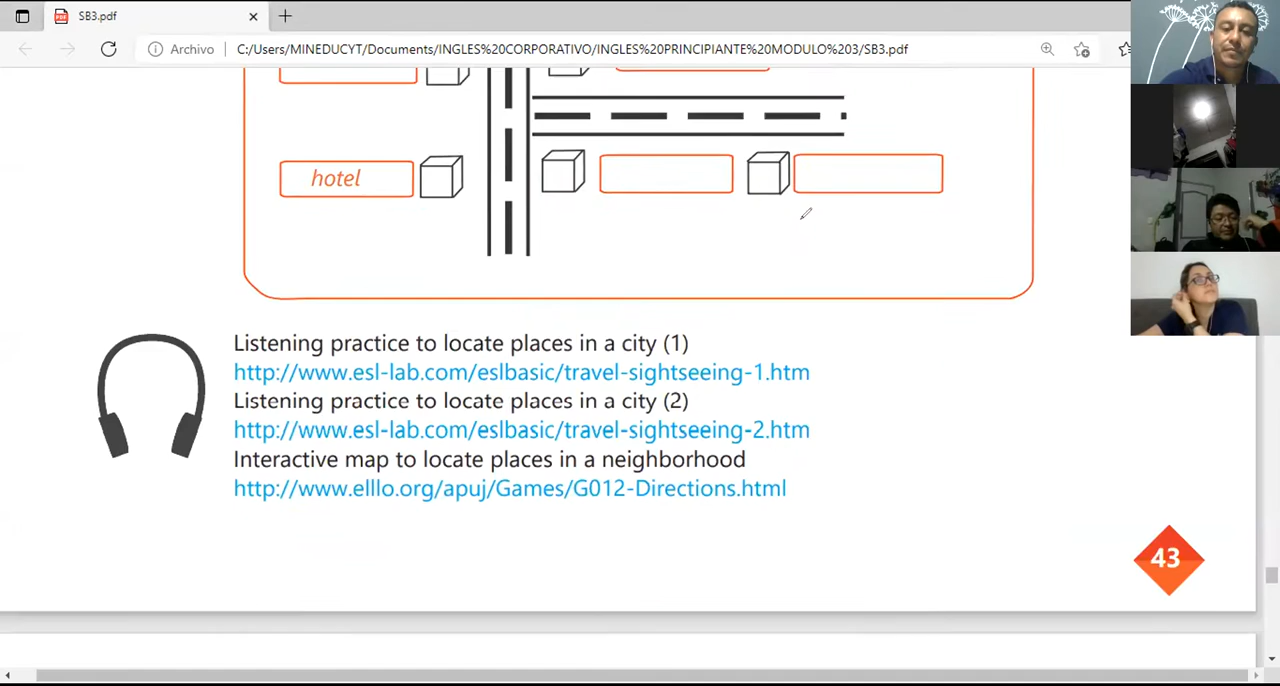 SB3.pdf
Archivo
C:/Users/MINEDUCYT/Documents/INGLES%20CORPORATIVO/INGLES%20PRINCIPIANTE%20MODULO%203/SB3.pdf
hotel
Listening practice to locate places in a city (1)
http://www.esl-lab.com/eslbasic/travel-sightseeing-1.htm
Listening practice to locate places in a city (2)
http://www.esl-lab.com/eslbasic/travel-sightseeing-2.htm
Interactive map to locate places in a neighborhood
http://www.elllo.org/apuj/Games/G012-Directions.html
43